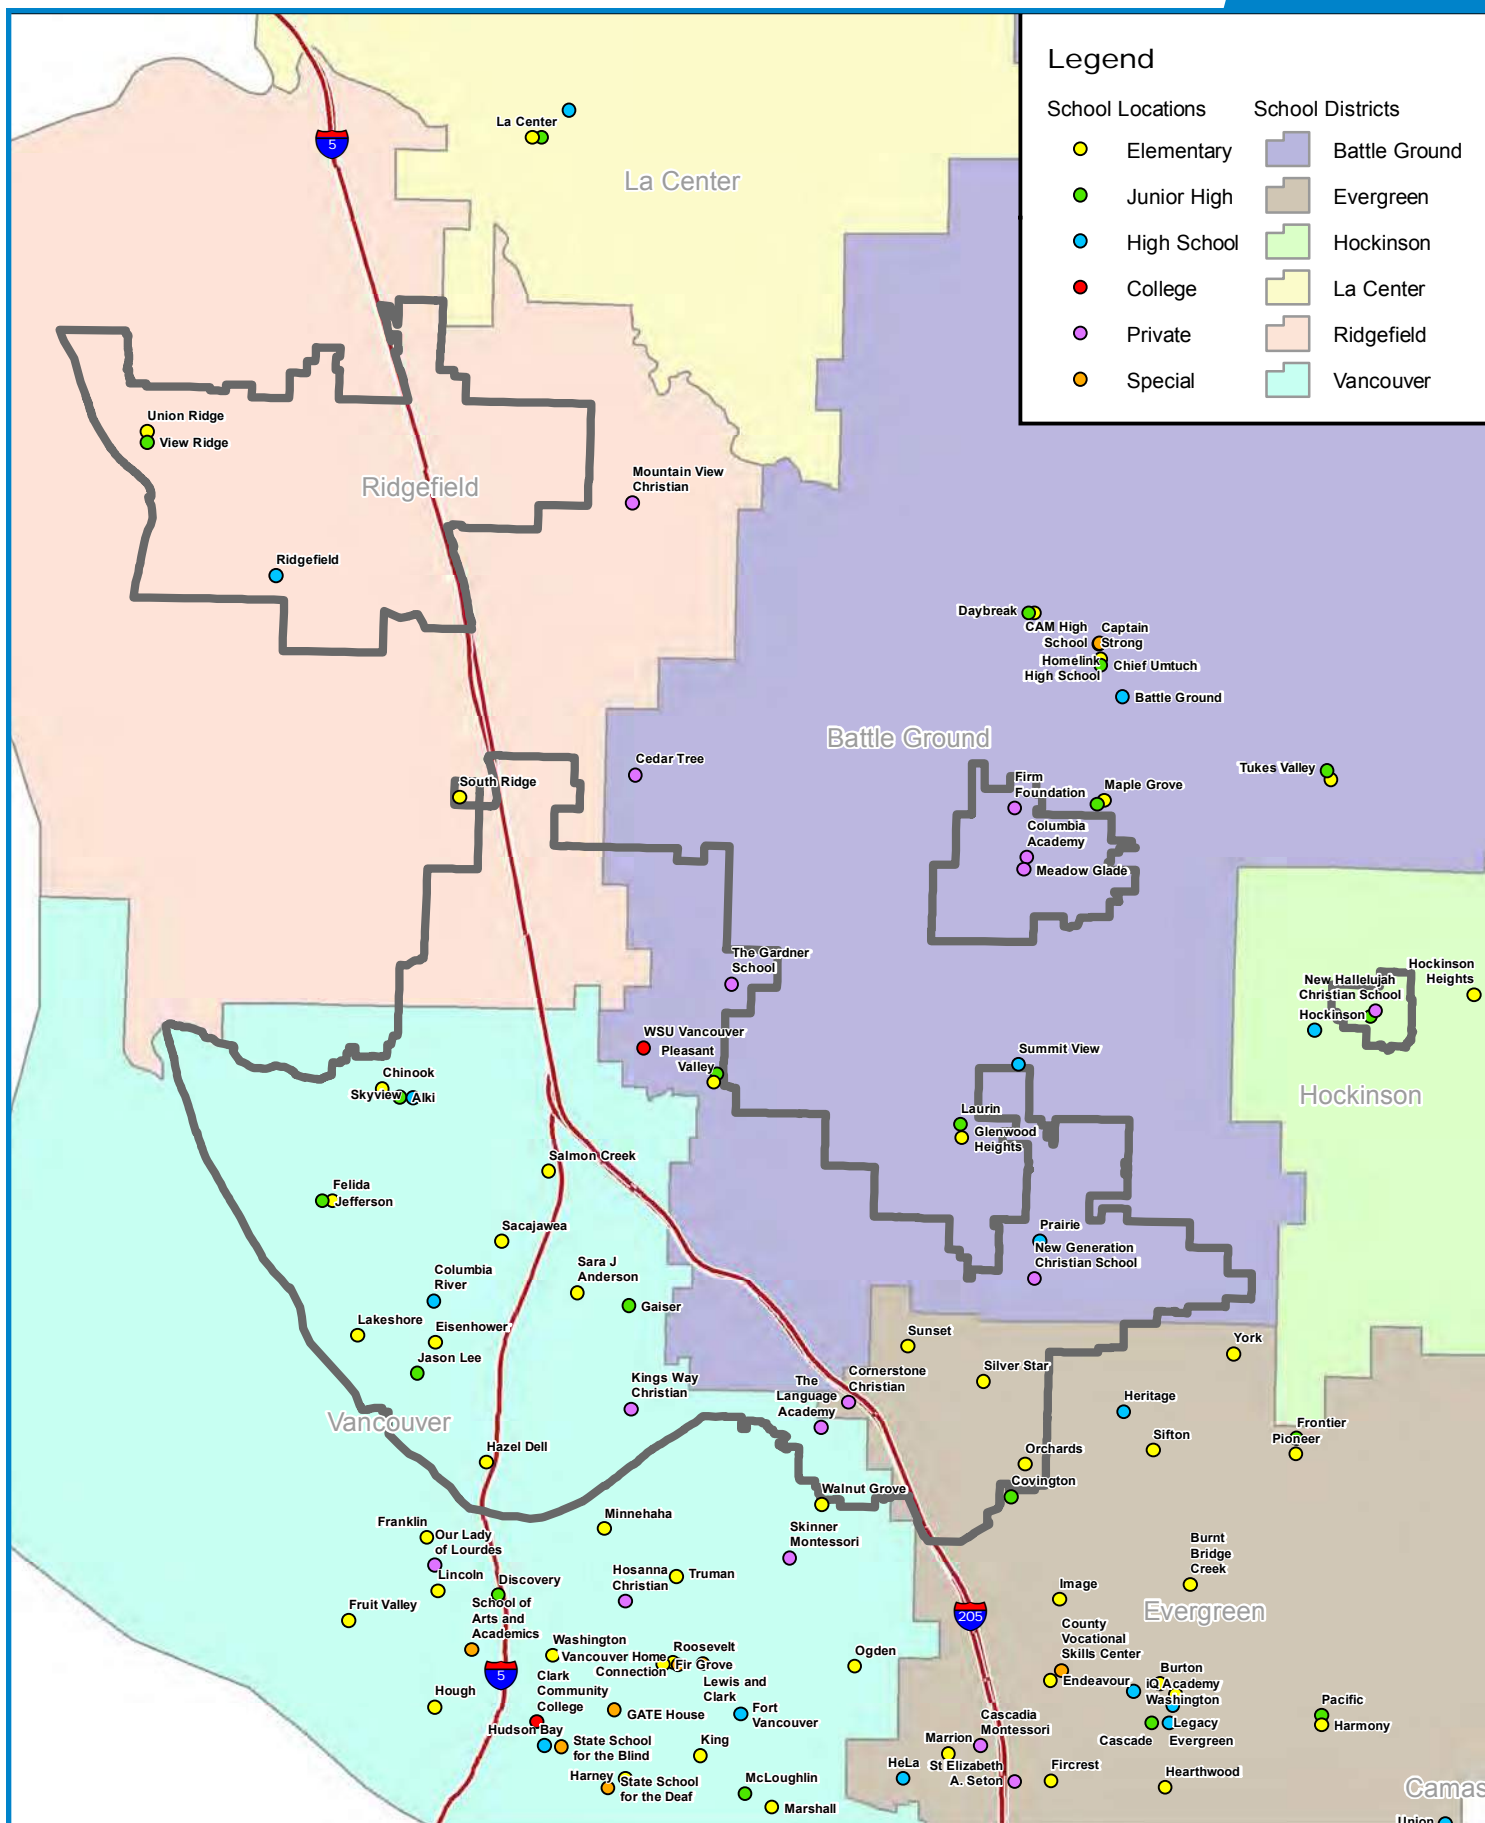 Legend
School Locations
School Districts
Elementary
Junior High
High School
College
Private
Special
Battle Ground
Evergreen
Hockinson
La Center
Ridgefield
Vancouver
5
La Center
La Center
Union Ridge
View Ridge
Ridgefield
Mountain View
Christian
Ridgefield
Daybreak
CAM High
School
Captain
Strong
Homelink
High School
Chief Umtuch
Battle Ground
Battle Ground
Cedar Tree
South Ridge
Firm
Foundation
Maple Grove
Tukes Valley
Columbia
Academy
Meadow Glade
The Gardner
School
Hockinson
Heights
New Hallelujah
Christian School
Hockinson
WSU Vancouver
Pleasant
Valley
Summit View
Chinook
Skyview
Alki
Hockinson
Laurin
Glenwood
Heights
Salmon Creek
Felida
Jefferson
Sacajawea
Prairie
New Generation
Christian School
Sara J
Anderson
Columbia
River
Gaiser
Lakeshore
Eisenhower
Jason Lee
Sunset
York
Silver Star
Kings Way
Christian
The
Language
Academy
Cornerstone
Christian
Heritage
Vancouver
Sifton
Frontier
Pioneer
Hazel Dell
Orchards
Covington
Walnut Grove
Minnehaha
Franklin
Our Lady
of Lourdes
Skinner
Montessori
Burnt
Bridge
Creek
Lincoln
Discovery
Hosanna
Christian
Truman
Image
Evergreen
205
Fruit Valley
School of
Arts and
Academics
County
Vocational
Skills Center
Washington
Vancouver Home
Connection
Roosevelt
Fir Grove
Ogden
5
Lewis and
Clark
Endeavour
Burton
iQ Academy
Washington
Hough
Clark
Community
College
GATE House
Fort
Vancouver
Legacy
Pacific
Harmony
Hudson Bay
State School
for the Blind
King
Cascadia
Montessori
Cascade
Evergreen
Marrion
HeLa
St Elizabeth
A. Seton
Fircrest
Hearthwood
Harney
State School
for the Deaf
McLoughlin
Marshall
Camas
Union